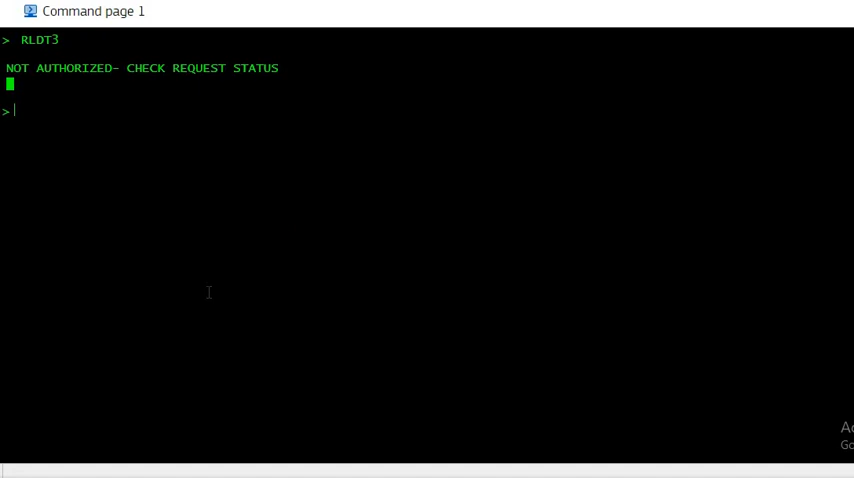 Command page 1
> RLDT3
NOT AUTHORIZED- CHECK REQUEST STATUS
>